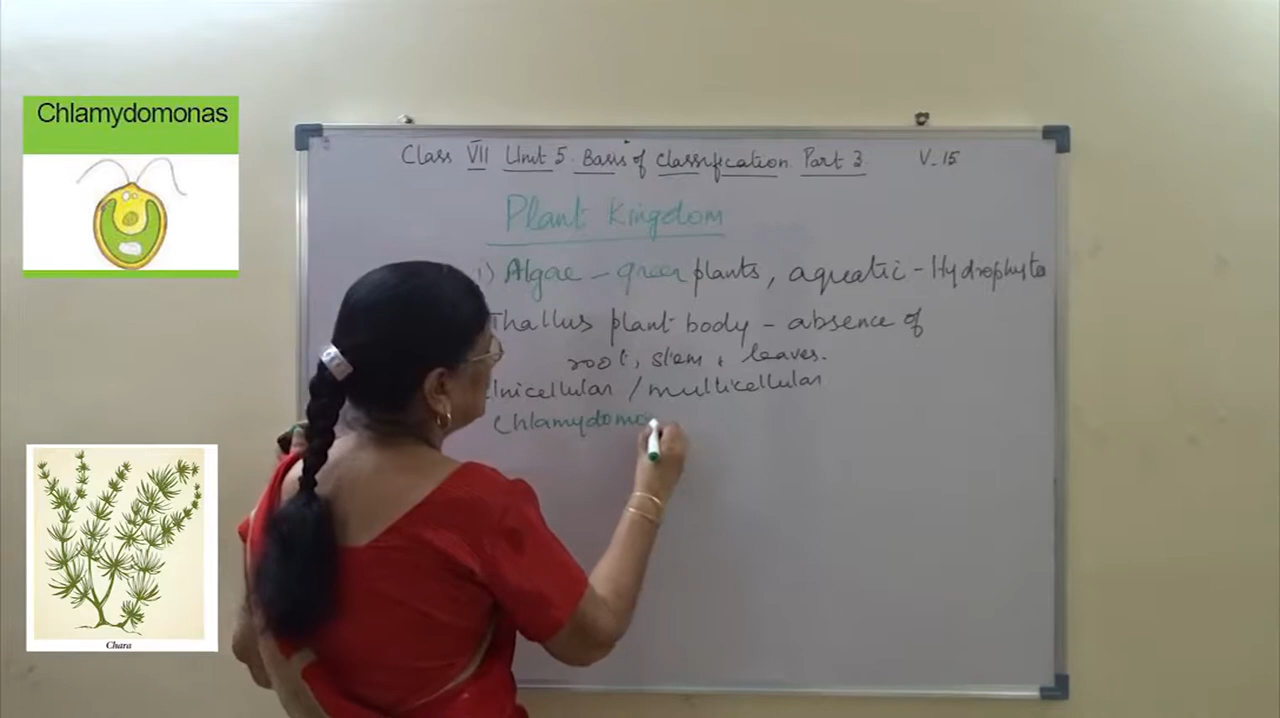 Chlamydomonas
Class VII Unit 5. Basis of Classification Part 3 V-15
Plant Kingdom
1) Algae - green plants, aquatic - Hydrophyte
Thallus plant body - absence of
root, stem, leaves.
Unicellular / multicellular
Chlamydomo
Chara